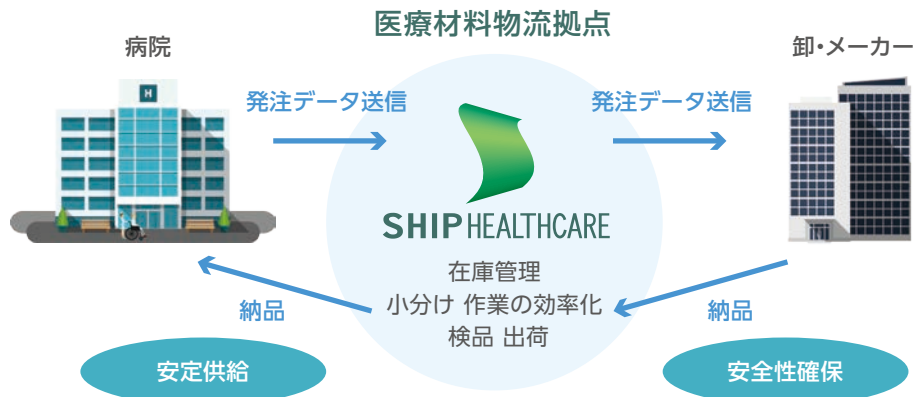 医療材料物流拠点
病院
卸・メーカー
H
発注データ送信
発注データ送信
SHIP HEALTHCARE
在庫管理
小分け 作業の効率化
検品 出荷
納品
納品
安定供給
安全性確保